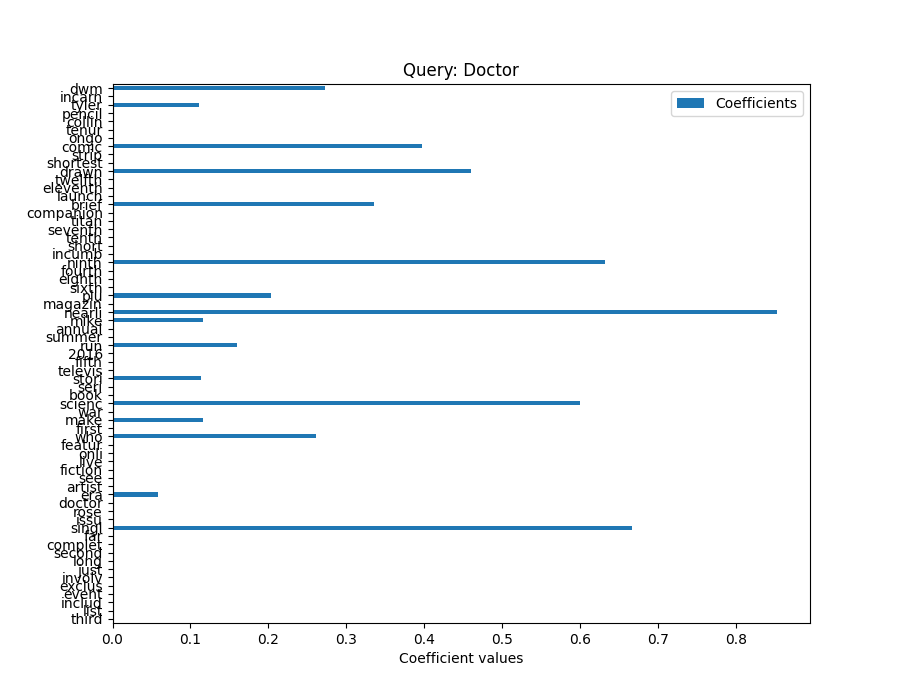 Query: Doctor
Coefficients
dwm
incarn
tyler
pencil
collin
tenur
ongo
comic
strip
shortest
drawn
twelfth
eleventh
launch
brief
companion
titan
seventh
tenth
short
incumb
ninth
fourth
eighth
sixth
plu
magazin
nearli
mike
annual
summer
run
2016
fifth
televis
stori
seri
book
scienc
war
make
first
who
featur
onli
live
fiction
see
artist
era
doctor
rose
issu
singl
far
complet
second
long
just
involv
exclus
event
includ
list
third
0.0 0.1 0.2 0.3 0.4 0.5 0.6 0.7 0.8
Coefficient values